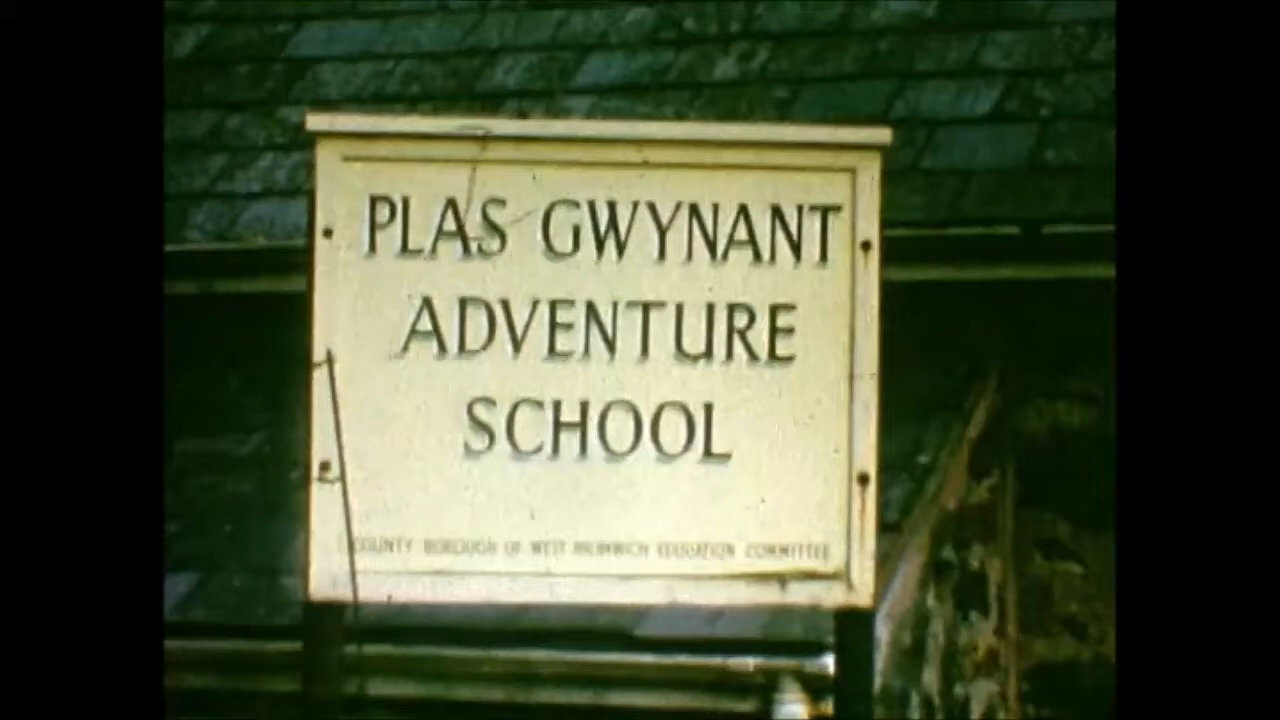 PLAS GWYNANT
ADVENTURE
SCHOOL
COUNTY BOROUGH OF WEST BROMWICH EDUCATION COMMITTEE